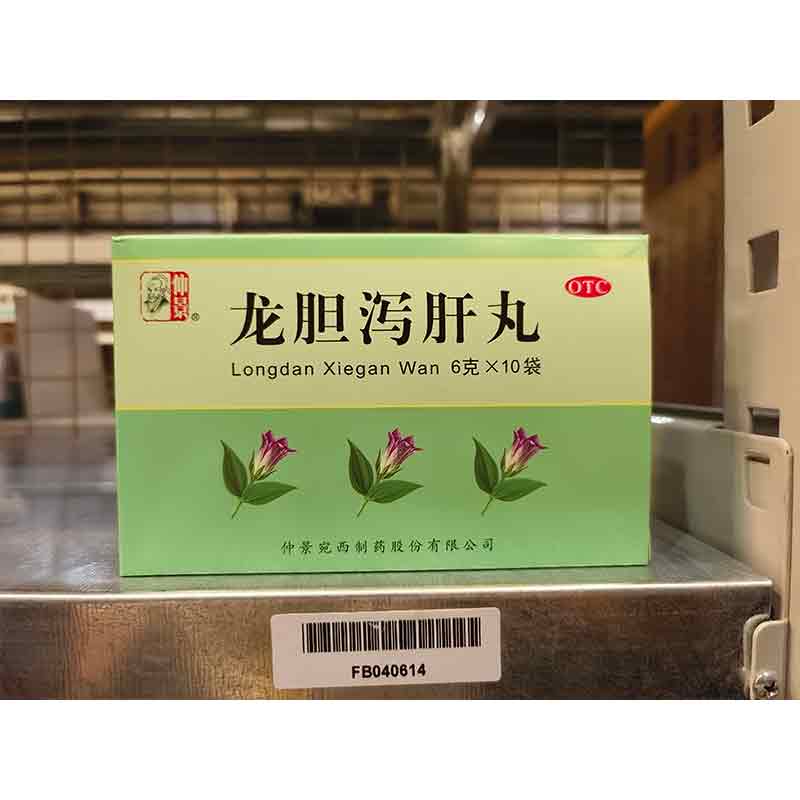 仲景®
OTC
龙胆泻肝丸
Longdan Xiegan Wan 6克×10袋
仲景宛西制药股份有限公司
FB040614